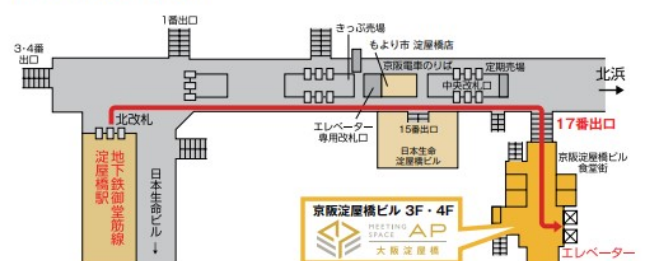 1番出口
きっぷ売場
3・4番
出口
もより市 淀屋橋店
京阪電車のりば
定期売場
中央改札口
北浜
北改札
エレベーター
専用改札口
15番出口
17番出口
日本生命
淀屋橋ビル
京阪淀屋橋ビル
食堂街
地下鉄御堂筋線
淀屋橋駅
日本生命ビル→
京阪淀屋橋ビル 3F・4F
MEETING
SPACE
AP
大阪淀屋橋
エレベーター